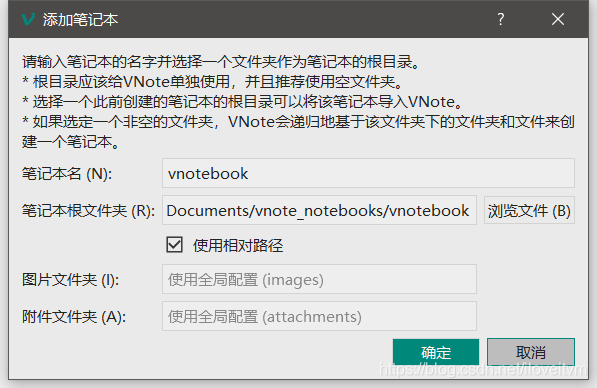 添加笔记本
请输入笔记本的名字并选择一个文件夹作为笔记本的根目录。
* 根目录应该给VNote单独使用，并且推荐使用空文件夹。
* 选择一个此前创建的笔记本的根目录可以将该笔记本导入VNote。
* 如果选定一个非空的文件夹，VNote会递归地基于该文件夹下的文件夹和文件来创
建一个笔记本。
笔记本名 (N): vnotebook
笔记本根文件夹 (R): Documents/vnote_notebooks/vnotebook 浏览文件 (B)
使用相对路径
图片文件夹 (I): 使用全局配置 (images)
附件文件夹 (A): 使用全局配置 (attachments)
确定 取消